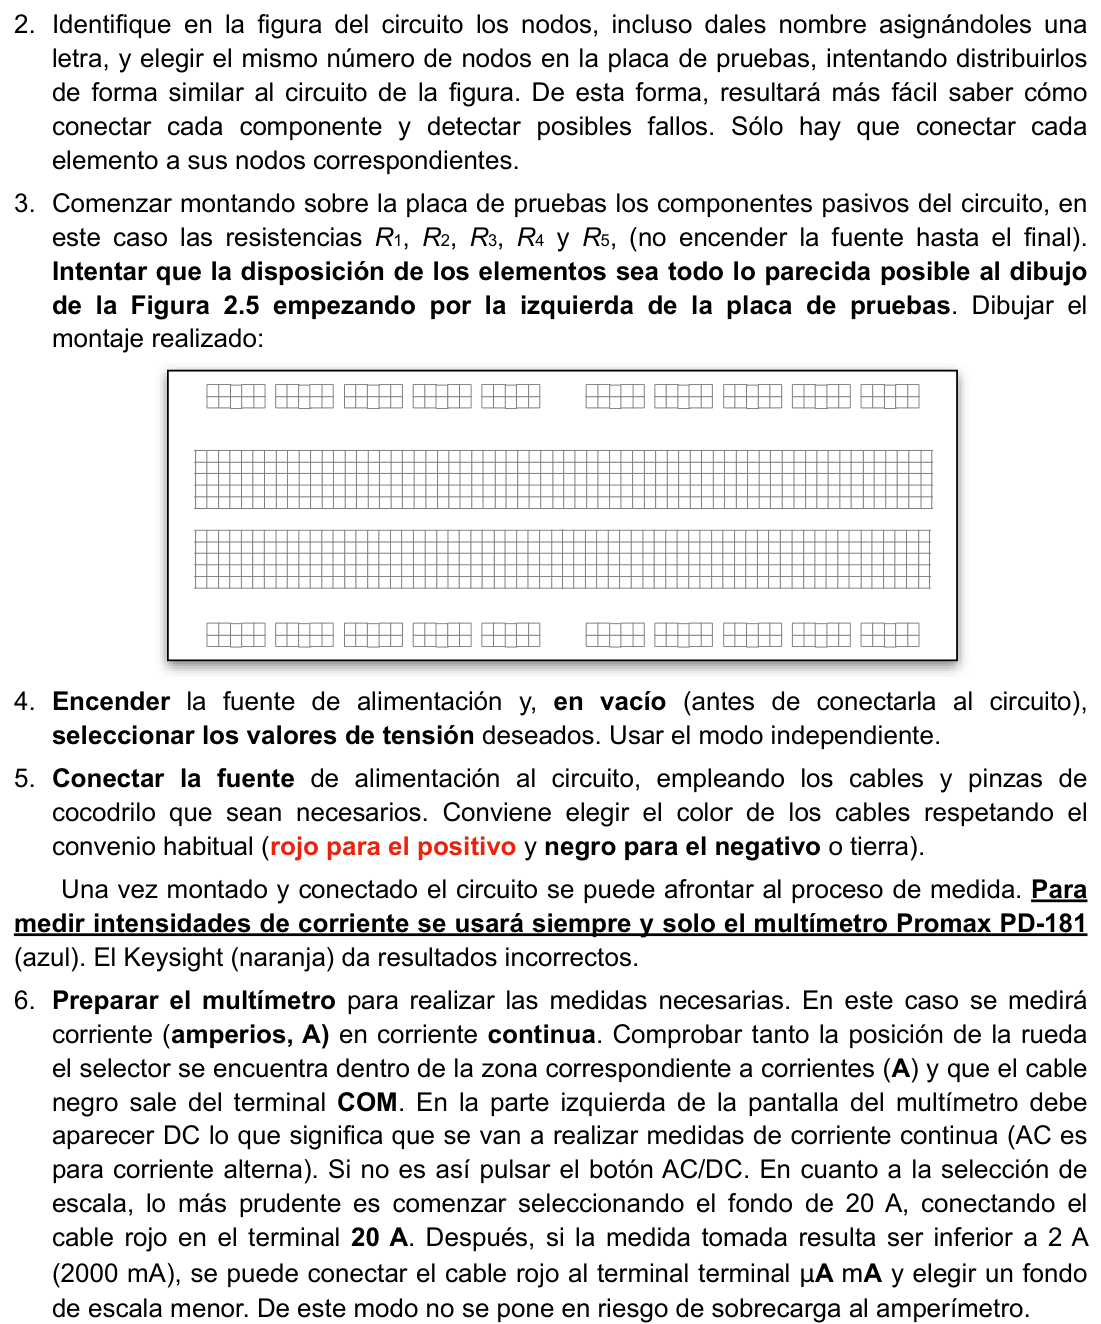 2. Identifique en la figura del circuito los nodos, incluso dales nombre asignándoles una
letra, y elegir el mismo número de nodos en la placa de pruebas, intentando distribuirlos
de forma similar al circuito de la figura. De esta forma, resultará más fácil saber cómo
conectar cada componente y detectar posibles fallos. Sólo hay que conectar cada
elemento a sus nodos correspondientes.
3. Comenzar montando sobre la placa de pruebas los componentes pasivos del circuito, en
este caso las resistencias R1, R2, R3, R4 y R5, (no encender la fuente hasta el final).
Intentar que la disposición de los elementos sea todo lo parecida posible al dibujo
de la Figura 2.5 empezando por la izquierda de la placa de pruebas. Dibujar el
montaje realizado:
4. Encender la fuente de alimentación y, en vacío (antes de conectarla al circuito),
seleccionar los valores de tensión deseados. Usar el modo independiente.
5. Conectar la fuente de alimentación al circuito, empleando los cables y pinzas de
cocodrilo que sean necesarios. Conviene elegir el color de los cables respetando el
convenio habitual (rojo para el positivo y negro para el negativo o tierra).
Una vez montado y conectado el circuito se puede afrontar al proceso de medida. Para
medir intensidades de corriente se usará siempre y solo el multímetro Promax PD-181
(azul). El Keysight (naranja) da resultados incorrectos.
6. Preparar el multímetro para realizar las medidas necesarias. En este caso se medirá
corriente (amperios, A) en corriente continua. Comprobar tanto la posición de la rueda
el selector se encuentra dentro de la zona correspondiente a corrientes (A) y que el cable
negro sale del terminal COM. En la parte izquierda de la pantalla del multímetro debe
aparecer DC lo que significa que se van a realizar medidas de corriente continua (AC es
para corriente alterna). Si no es así pulsar el botón AC/DC. En cuanto a la selección de
escala, lo más prudente es comenzar seleccionando el fondo de 20 A, conectando el
cable rojo en el terminal 20 A. Después, si la medida tomada resulta ser inferior a 2 A
(2000 mA), se puede conectar el cable rojo al terminal terminal µA mA y elegir un fondo
de escala menor. De este modo no se pone en riesgo de sobrecarga al amperímetro.